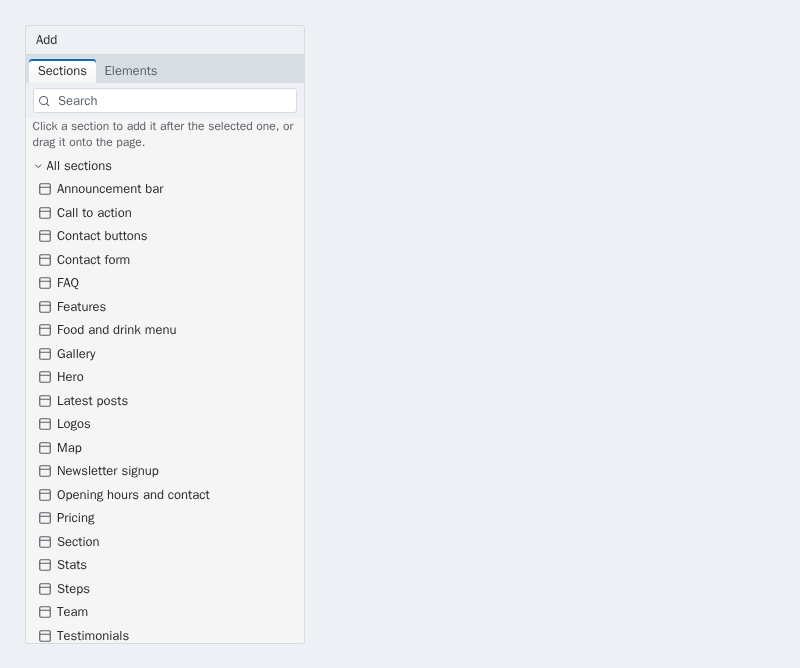 Add
Sections
Elements
Search
Click a section to add it after the selected one, or
drag it onto the page.
All sections
Announcement bar
Call to action
Contact buttons
Contact form
FAQ
Features
Food and drink menu
Gallery
Hero
Latest posts
Logos
Map
Newsletter signup
Opening hours and contact
Pricing
Section
Stats
Steps
Team
Testimonials